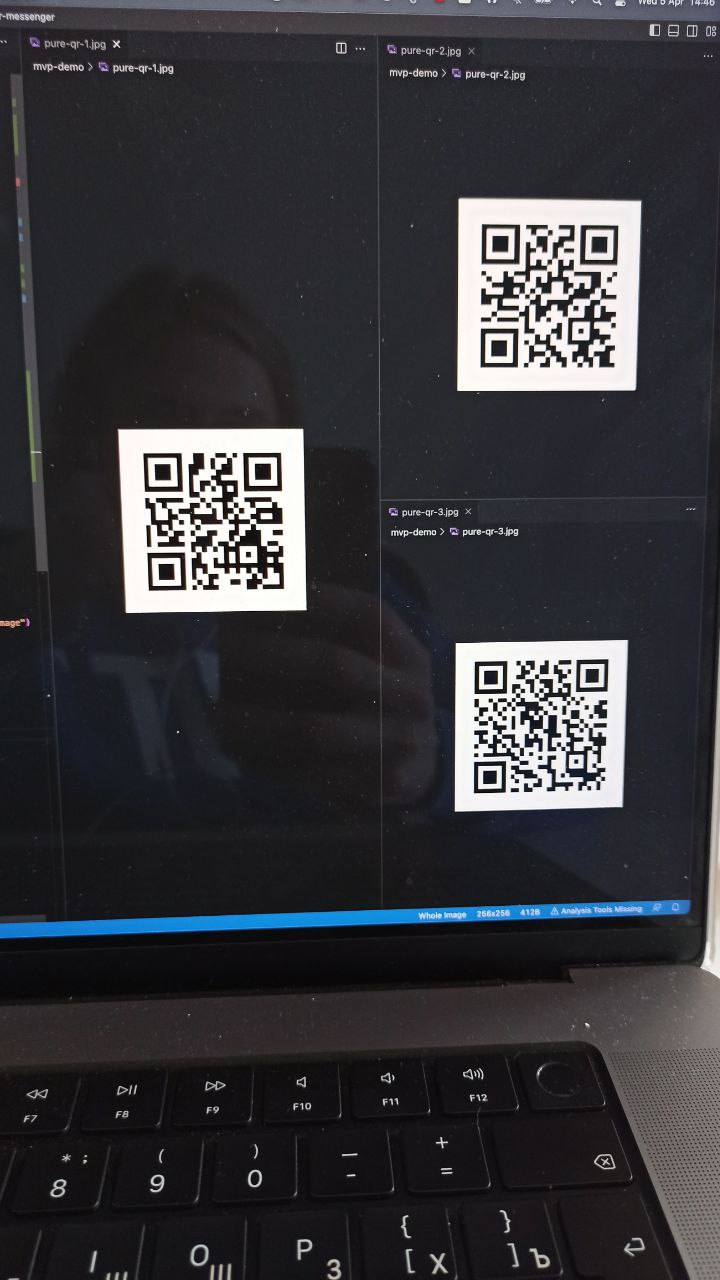 r-messenger
Wed 5 Apr 14:46
pure-qr-1.jpg
mvp-demo > pure-qr-1.jpg
pure-qr-2.jpg
mvp-demo > pure-qr-2.jpg
pure-qr-3.jpg
mvp-demo > pure-qr-3.jpg
mage")
Whole Image 256x256 412B Analysis Tools Missing
F7 F8 F9 F10 F11 F12
* ; ( ) — +
8 9 0 - =
{ }
I O P [ ]
Ш Щ З Х Ъ